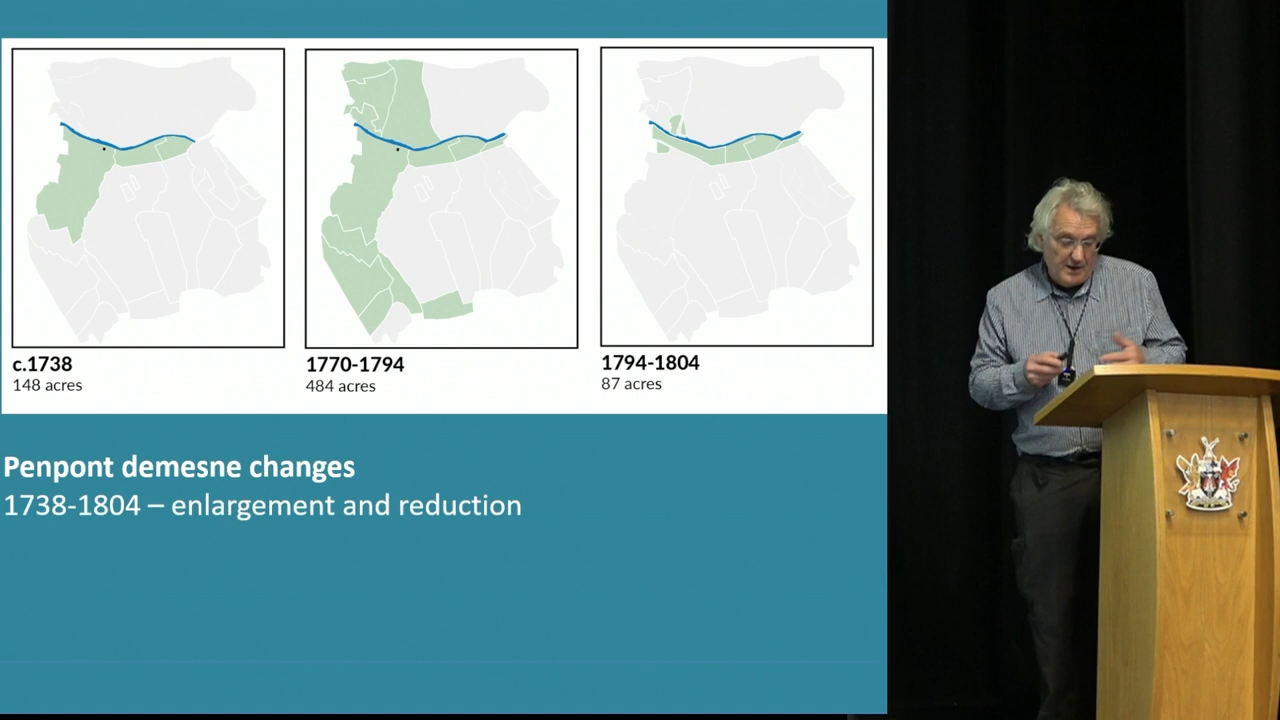 c.1738
148 acres
1770-1794
484 acres
1794-1804
87 acres
Penpont demesne changes
1738-1804 – enlargement and reduction